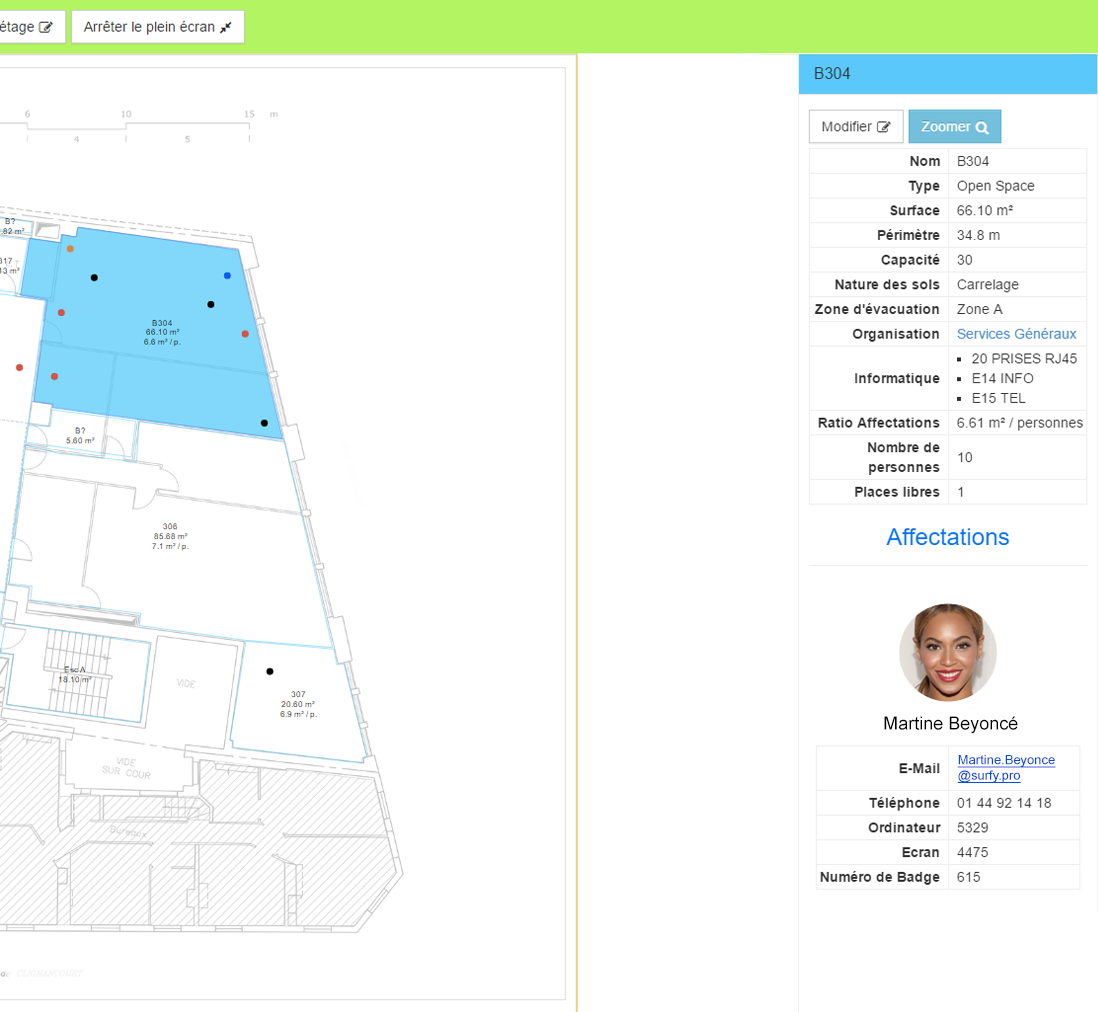 étage
Arrêter le plein écran
B304
6
10
15
m
4
5
Modifier
Zoomer
Nom B304
Type Open Space
Surface 66.10 m²
Périmètre 34.8 m
Capacité 30
Nature des sols Carrelage
Zone d'évacuation Zone A
Organisation Services Généraux
Informatique
20 PRISES RJ45
E14 INFO
E15 TEL
Ratio Affectations 6.61 m² / personnes
Nombre de
personnes
10
Places libres 1
Affectations
Martine Beyoncé
E-Mail
Martine.Beyonce
@surfy.pro
Téléphone 01 44 92 14 18
Ordinateur 5329
Ecran 4475
Numéro de Badge 615
B?
.82 m²
317
13 m²
B304
66.10 m²
6.6 m² / p.
B?
5.60 m²
306
85.68 m²
7.1 m² / p.
Esc A
18.10 m²
VIDE
307
20.60 m²
6.9 m² / p.
VIDE
SUR COUR
Bureaux
de CLIGNANCOURT